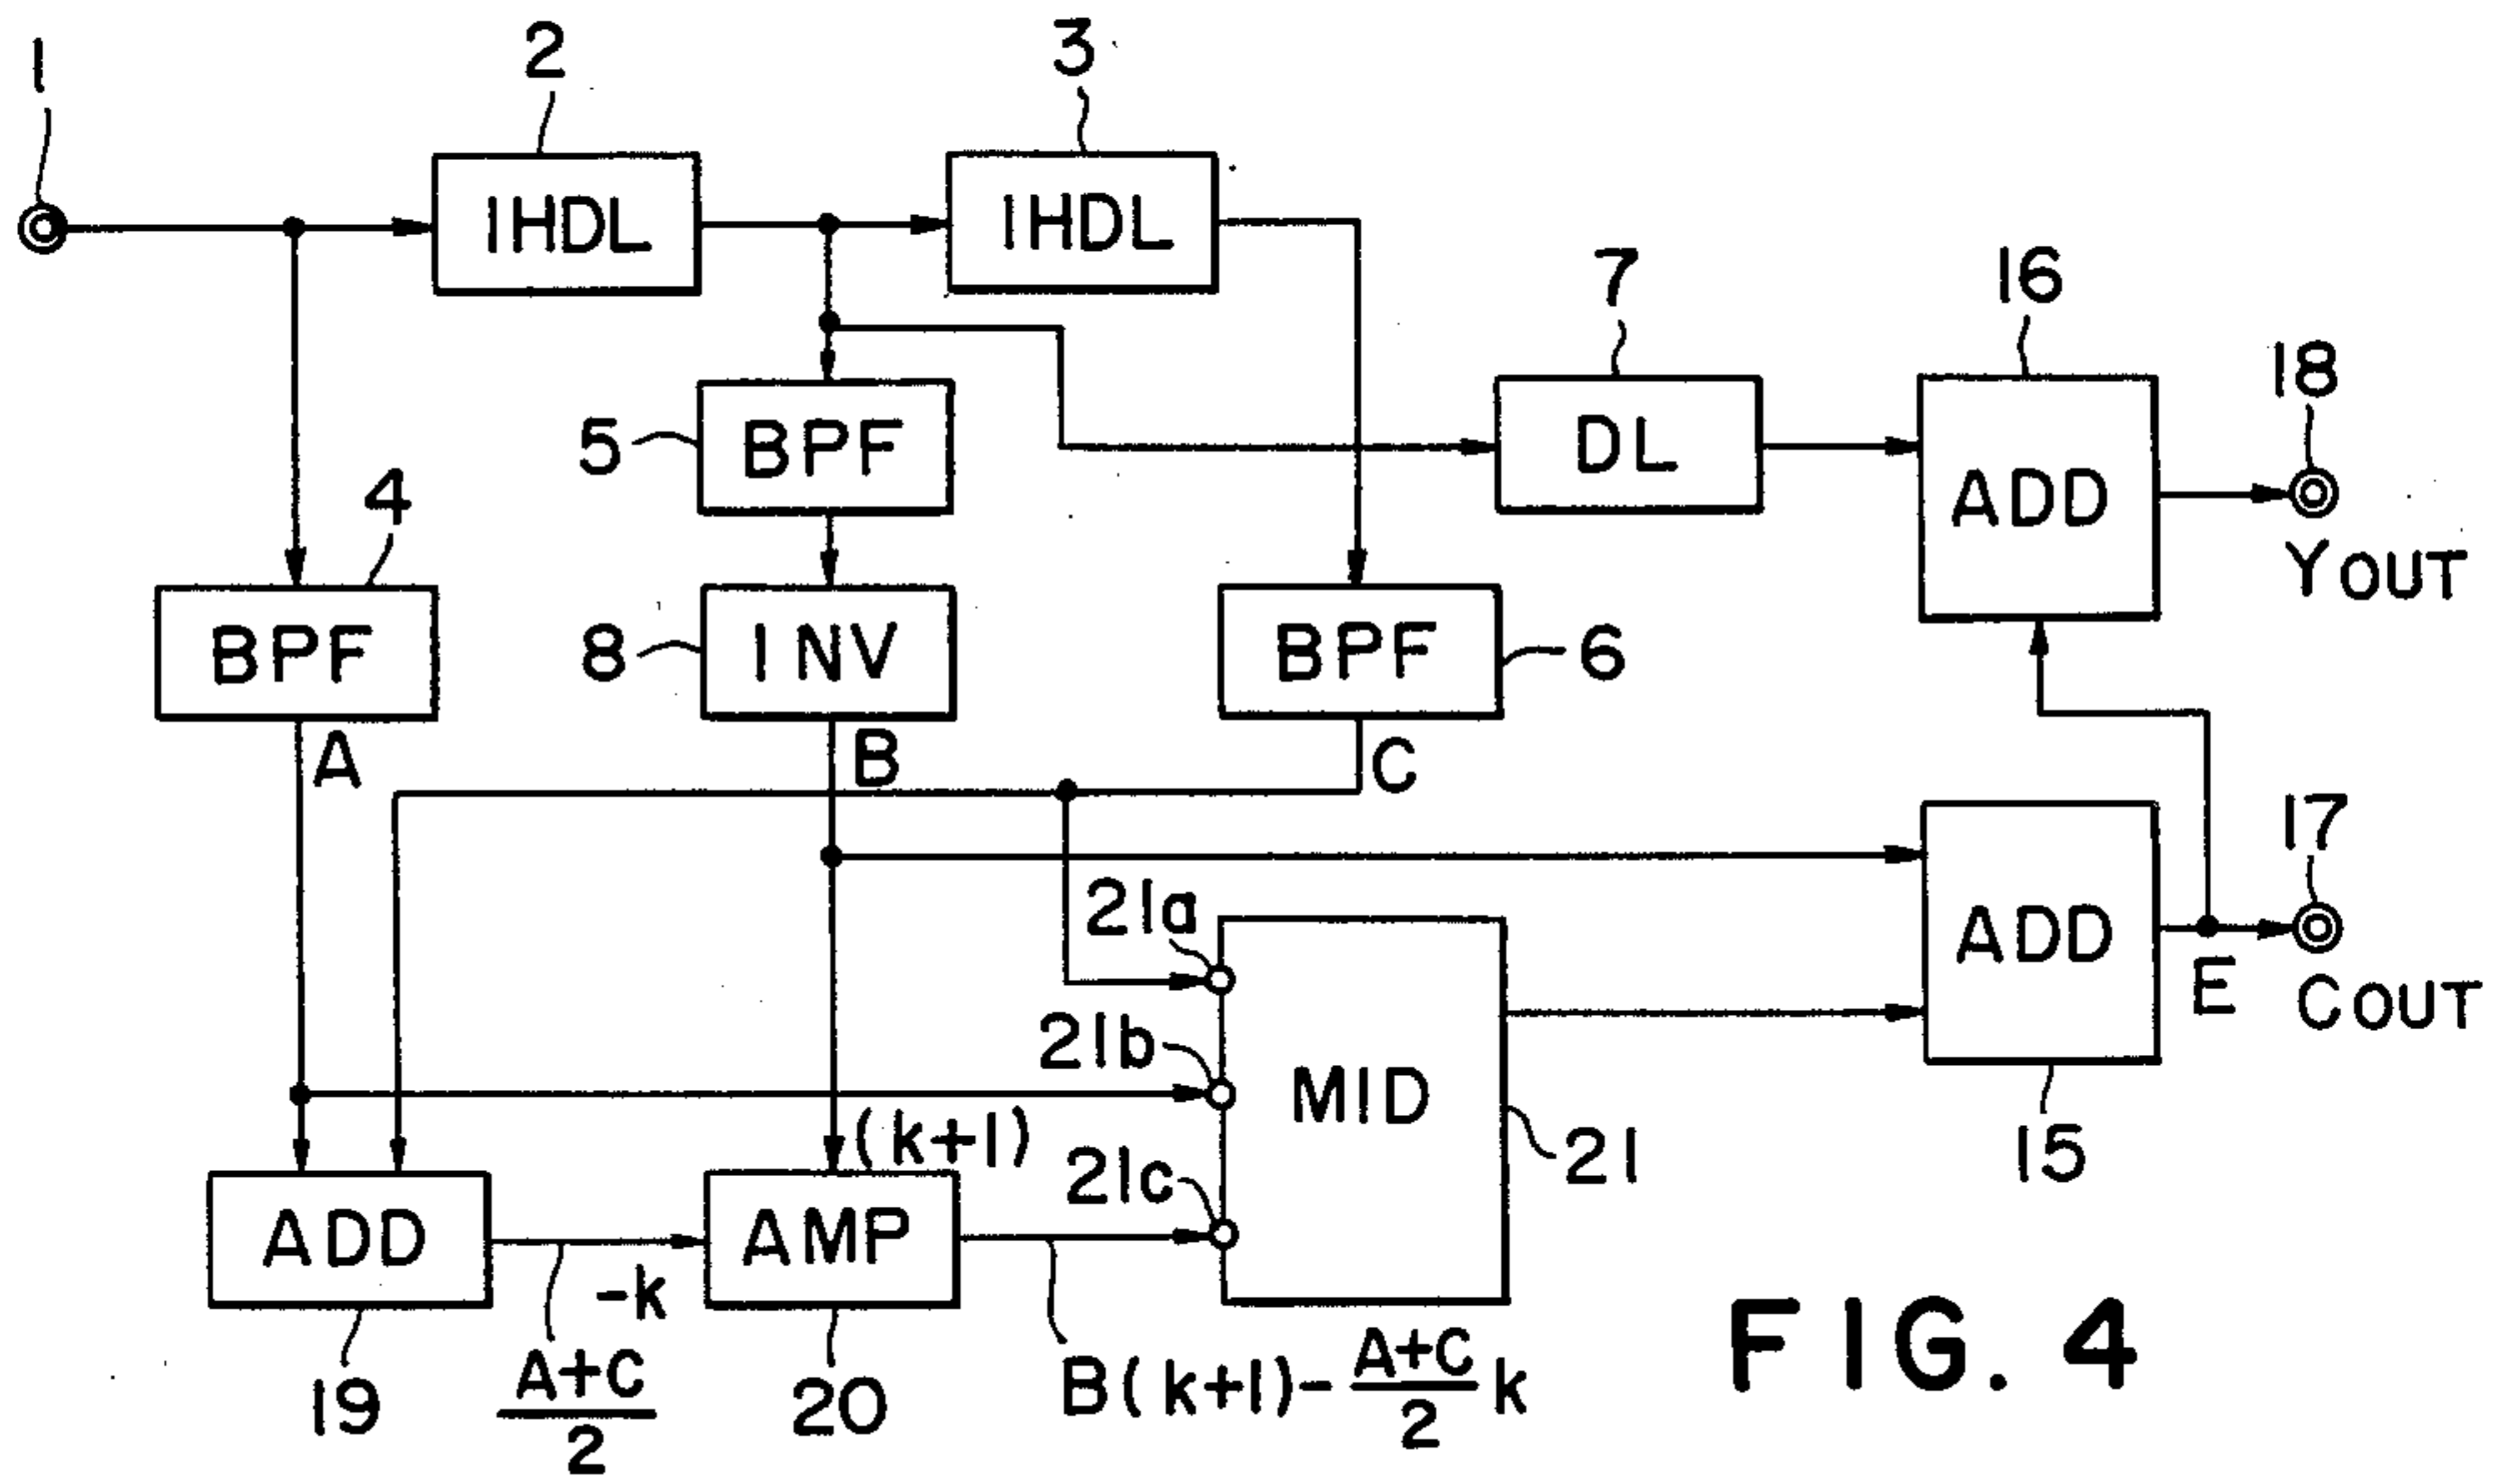 1
2
3
1HDL
1HDL
7
16
18
5
BPF
DL
ADD
4
YOUT
BPF
8
INV
BPF
6
A
B
C
17
21a
ADD
E
COUT
21b
MID
(k+1)
21c
21
15
ADD
AMP
-k
19
A+C
2
20
B(k+1)- A+C k
2
FIG. 4